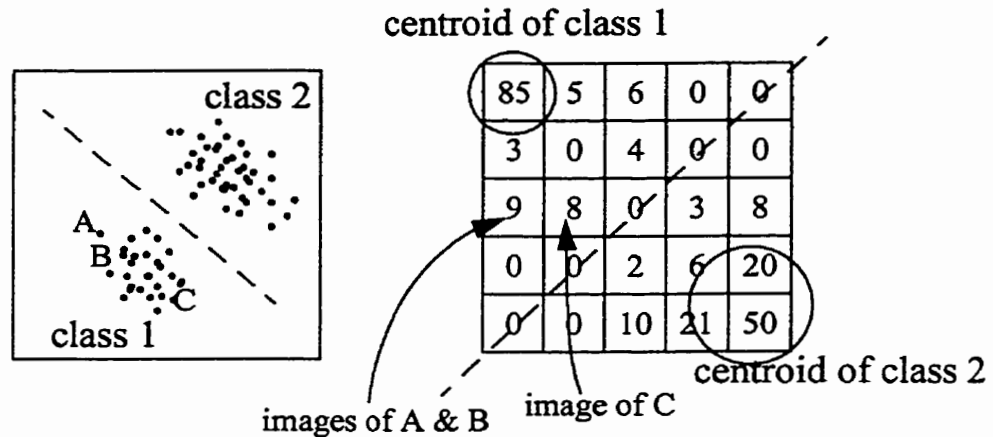 centroid of class 1
class 2
A
B
C
class 1
85 5 6 0 0
3 0 4 0 0
9 8 0 3 8
0 0 2 6 20
0 0 10 21 50
centroid of class 2
images of A & B
image of C